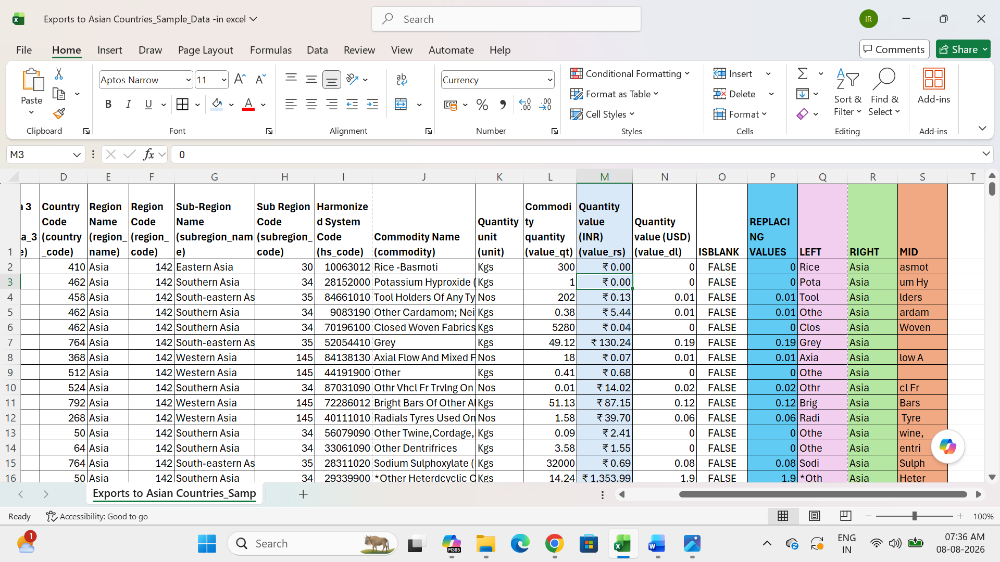 Exports to Asian Countries_Sample_Data -in excel
Search
IR
File Home Insert Draw Page Layout Formulas Data Review View Automate Help
Comments Share
Paste
Clipboard
Aptos Narrow 11
B I U A
Font
ab
Alignment
Currency
% .00
Number
Conditional Formatting
Format as Table
Cell Styles
Styles
Insert
Delete
Format
Cells
Sort & Filter
Find & Select
Editing
Add-ins
Add-ins
M3 fx 0
D E F G H I J K L M N O P Q R S T
1 a 3 a_3 e) Country Code (country_code) Region Name (region_name) Region Code (region_code) Sub-Region Name (subregion_name) Sub Region Code (subregion_code) Harmonized System Code (hs_code) Commodity Name (commodity) Quantity unit (unit) Commodity quantity (value_qt) Quantity value (INR) (value_rs) Quantity value (USD) (value_dl) ISBLANK REPLACING VALUES LEFT RIGHT MID
2 410 Asia 142 Eastern Asia 30 10063012 Rice -Basmoti Kgs 300 ₹ 0.00 0 FALSE 0 Rice Asia asmot
3 462 Asia 142 Southern Asia 34 28152000 Potassium Hyproxide ( Kgs 1 ₹ 0.00 0 FALSE 0 Pota Asia um Hy
4 458 Asia 142 South-eastern As 35 84661010 Tool Holders Of Any Ty Nos 202 ₹ 0.13 0.01 FALSE 0.01 Tool Asia lders
5 462 Asia 142 Southern Asia 34 9083190 Other Cardamom; Nei Kgs 0.38 ₹ 5.44 0.01 FALSE 0.01 Othe Asia ardam
6 462 Asia 142 Southern Asia 34 70196100 Closed Woven Fabrics Kgs 5280 ₹ 0.04 0 FALSE 0 Clos Asia Woven
7 764 Asia 142 South-eastern As 35 52054410 Grey Kgs 49.12 ₹ 130.24 0.19 FALSE 0.19 Grey Asia
8 368 Asia 142 Western Asia 145 84138130 Axial Flow And Mixed F Nos 18 ₹ 0.07 0.01 FALSE 0.01 Axia Asia low A
9 512 Asia 142 Western Asia 145 44191900 Other Kgs 0.41 ₹ 0.68 0 FALSE 0 Othe Asia
10 524 Asia 142 Southern Asia 34 87031090 Othr Vhcl Fr Trvlng On Nos 0.01 ₹ 14.02 0.02 FALSE 0.02 Othr Asia cl Fr
11 792 Asia 142 Western Asia 145 72286012 Bright Bars Of Other Al Kgs 51.13 ₹ 87.15 0.12 FALSE 0.12 Brig Asia Bars
12 268 Asia 142 Western Asia 145 40111010 Radials Tyres Used On Nos 1.58 ₹ 39.70 0.06 FALSE 0.06 Radi Asia Tyre
13 50 Asia 142 Southern Asia 34 56079090 Other Twine,Cordage, Kgs 0.09 ₹ 2.41 0 FALSE 0 Othe Asia wine,
14 64 Asia 142 Southern Asia 34 33061090 Other Dentrifrices Kgs 3.58 ₹ 1.55 0 FALSE 0 Othe Asia entri
15 764 Asia 142 South-eastern As 35 28311020 Sodium Sulphoxylate ( Kgs 32000 ₹ 0.69 0.08 FALSE 0.08 Sodi Asia Sulph
16 50 Asia 142 Southern Asia 34 29339900 *Other Heterdcyclic C Kgs 14.24 ₹ 1,353.99 1.9 FALSE 1.9 *Oth Asia Heter
Exports to Asian Countries_Samp
Ready Accessibility: Good to go 100%
1
Search
M365
ENG
IN
07:36 AM
08-08-2026